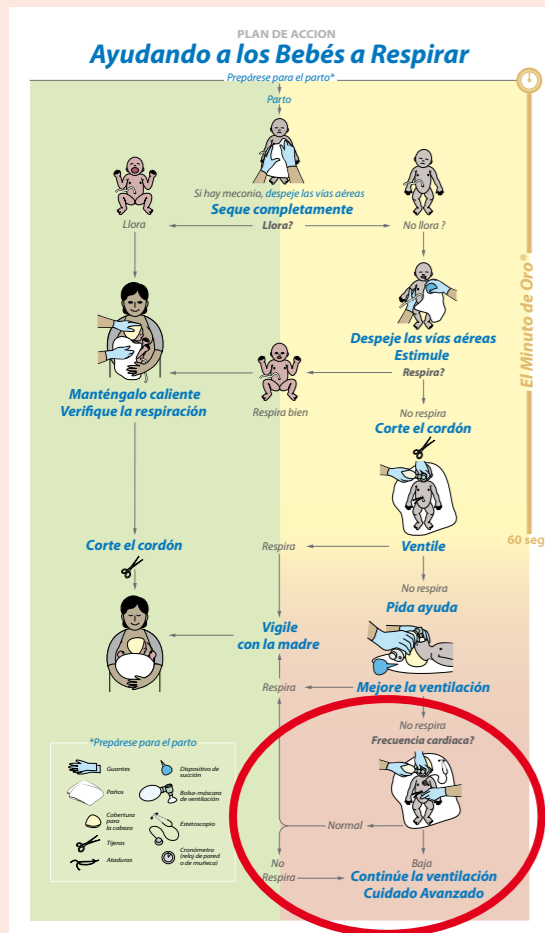 PLAN DE ACCION
Ayudando a los Bebés a Respirar
Prepárese para el parto*
Parto
Si hay meconio, despeje las vías aéreas
Seque completamente
Llora
Llora?
No llora ?
Despeje las vías aéreas
Estimule
Respira?
Respira bien
Manténgalo caliente
Verifique la respiración
No respira
Corte el cordón
El Minuto de Oro®
60 seg
Corte el cordón
Respira
Ventile
No respira
Pida ayuda
Vigile
con la madre
Respira
Mejore la ventilación
No respira
Frecuencia cardiaca?
Normal
No
Respira
Baja
Continúe la ventilación
Cuidado Avanzado
*Prepárese para el parto
Guantes
Paños
Cobertura
para
la cabeza
Tijeras
Ataduras
Dispositivo de
succión
Bolsa-máscara
de ventilación
Estetoscopio
Cronómetro
(reloj de pared
o de muñeca)